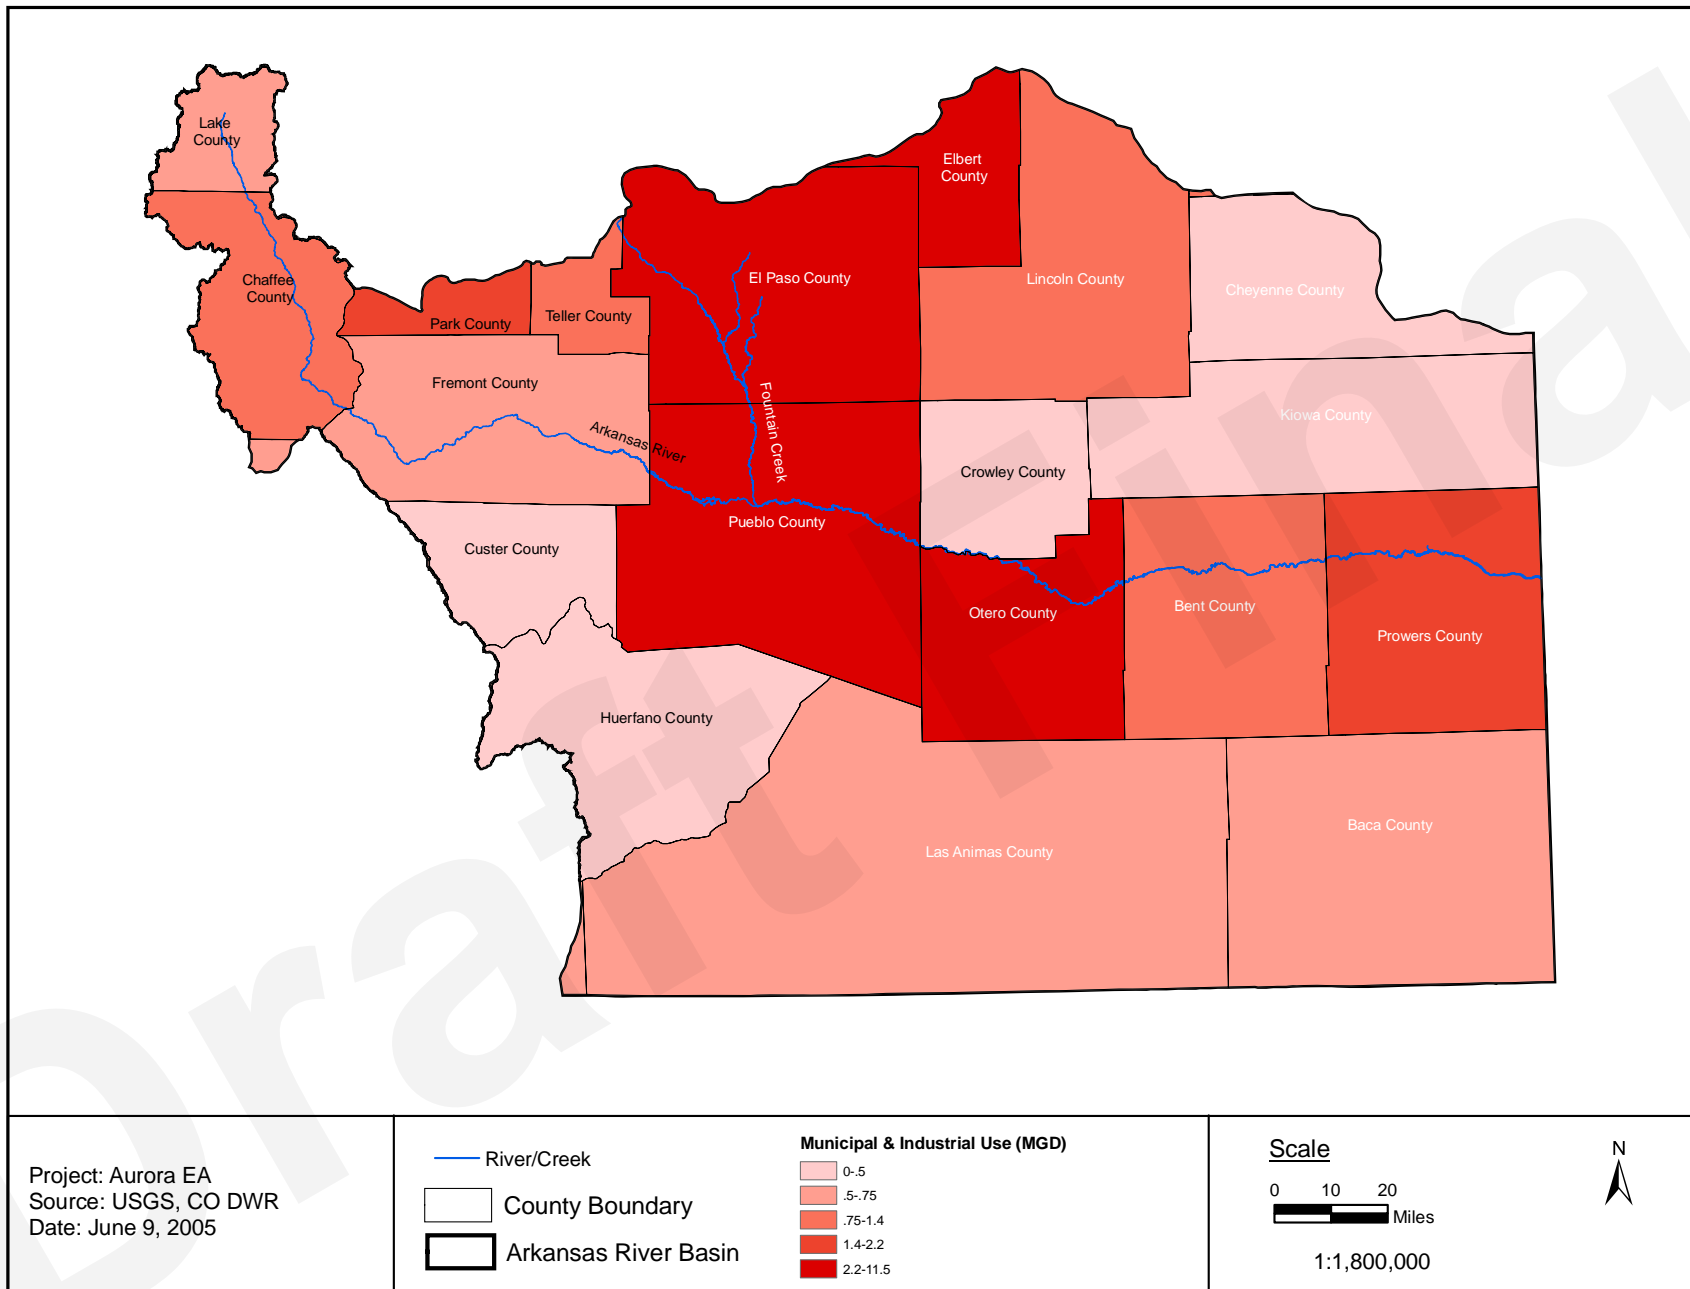 Lake
County
Elbert
County
Chaffee
County
El Paso County
Lincoln County
Cheyenne County
Park County
Teller County
Fremont County
Fountain Creek
Kiowa County
Arkansas River
Crowley County
Pueblo County
Custer County
Otero County
Bent County
Prowers County
Huerfano County
Las Animas County
Baca County
Draft Final
Project: Aurora EA
Source: USGS, CO DWR
Date: June 9, 2005
River/Creek
County Boundary
Arkansas River Basin
Municipal & Industrial Use (MGD)
0-.5
.5-.75
.75-1.4
1.4-2.2
2.2-11.5
Scale
0 10 20
Miles
1:1,800,000
N